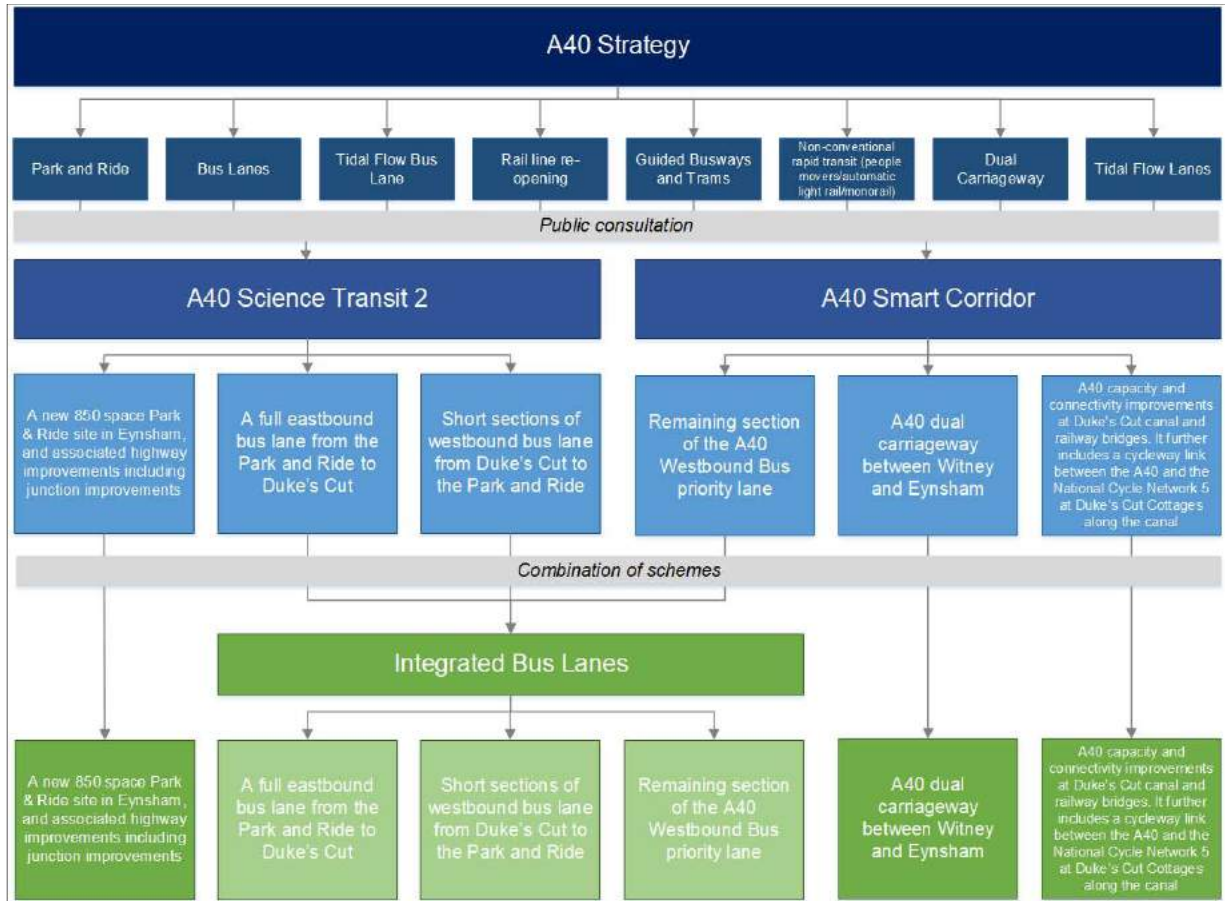 A40 Strategy
Park and Ride
Bus Lanes
Tidal Flow Bus
Lane
Rail line re-
opening
Guided Busways
and Trams
Non-conventional
rapid transit (people
movers/automatic
light rail/monorail)
Dual
Carriageway
Tidal Flow Lanes
Public consultation
A40 Science Transit 2
A40 Smart Corridor
A new 850 space Park
& Ride site in Eynsham,
and associated highway
improvements including
junction improvements
A full eastbound
bus lane from the
Park and Ride to
Duke's Cut
Short sections of
westbound bus lane
from Duke's Cut to
the Park and Ride
Remaining section
of the A40
Westbound Bus
priority lane
A40 dual
carriageway
between Witney
and Eynsham
A40 capacity and
connectivity improvements
at Duke's Cut canal and
railway bridges. It further
includes a cycleway link
between the A40 and the
National Cycle Network 5
at Duke's Cut Cottages
along the canal
Combination of schemes
Integrated Bus Lanes
A new 850 space Park
& Ride site in Eynsham,
and associated highway
improvements including
junction improvements
A full eastbound
bus lane from the
Park and Ride to
Duke's Cut
Short sections of
westbound bus lane
from Duke's Cut to
the Park and Ride
Remaining section
of the A40
Westbound Bus
priority lane
A40 dual
carriageway
between Witney
and Eynsham
A40 capacity and
connectivity improvements
at Duke's Cut canal and
railway bridges. It further
includes a cycleway link
between the A40 and the
National Cycle Network 5
at Duke's Cut Cottages
along the canal